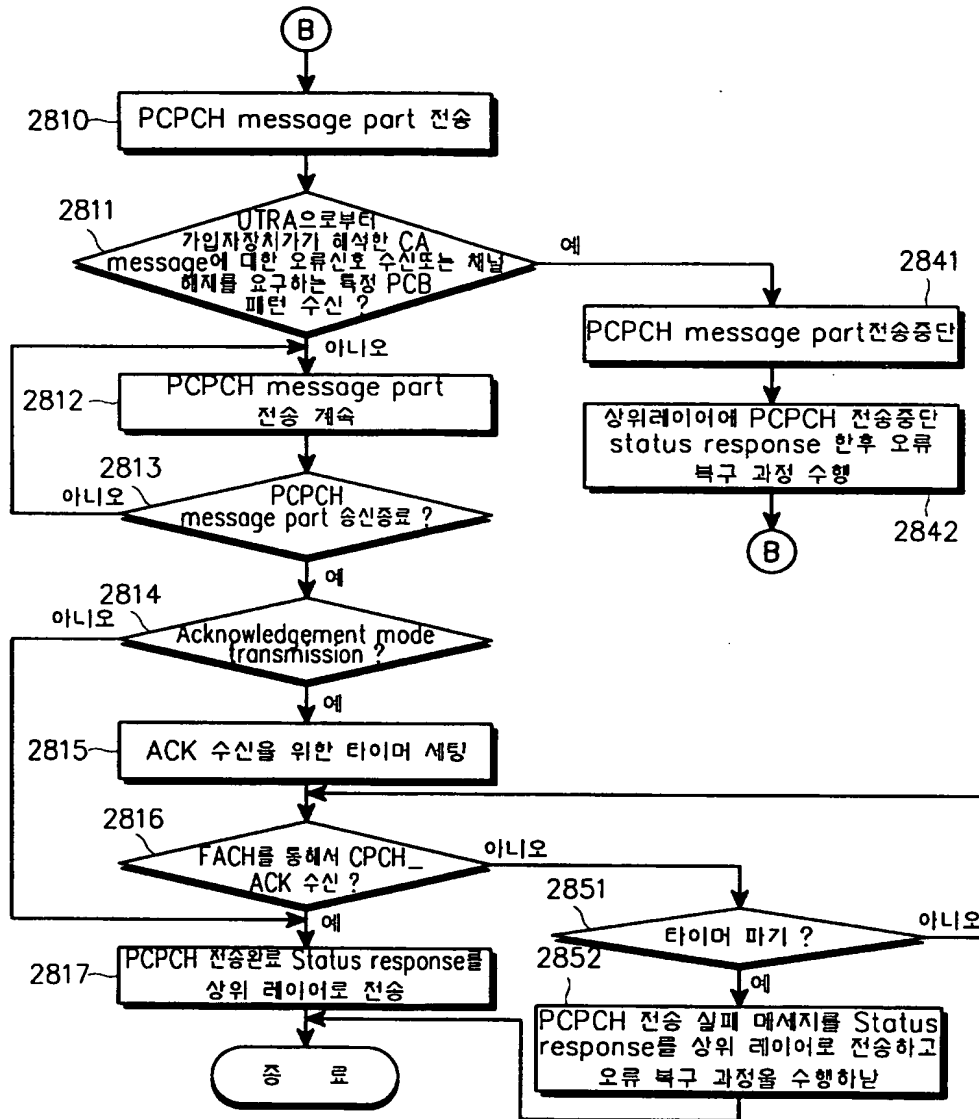 B
2810
PCPCH message part 전송
2811
UTRA으로부터
가입자장치가가 해석한 CA
message에 대한 오류신호 수신또는 채널
해제를 요구하는 특정 PCB
패턴 수신 ?
예
아니오
2841
PCPCH message part전송중단
2812
PCPCH message part
전송 계속
상위레이어에 PCPCH 전송중단
status response 한후 오류
복구 과정 수행
2842
B
2813
아니오
PCPCH
message part 송신종료 ?
예
2814
아니오
Acknowledgement mode
transmission ?
예
2815
ACK 수신을 위한 타이머 세팅
2816
FACH를 통해서 CPCH_
ACK 수신 ?
아니오
예
2851
타이머 파기 ?
아니오
예
2817
PCPCH 전송완료 Status response를
상위 레이어로 전송
2852
PCPCH 전송 실패 메세지를 Status
response를 상위 레이어로 전송하고
오류 복구 과정을 수행하낟
종 료